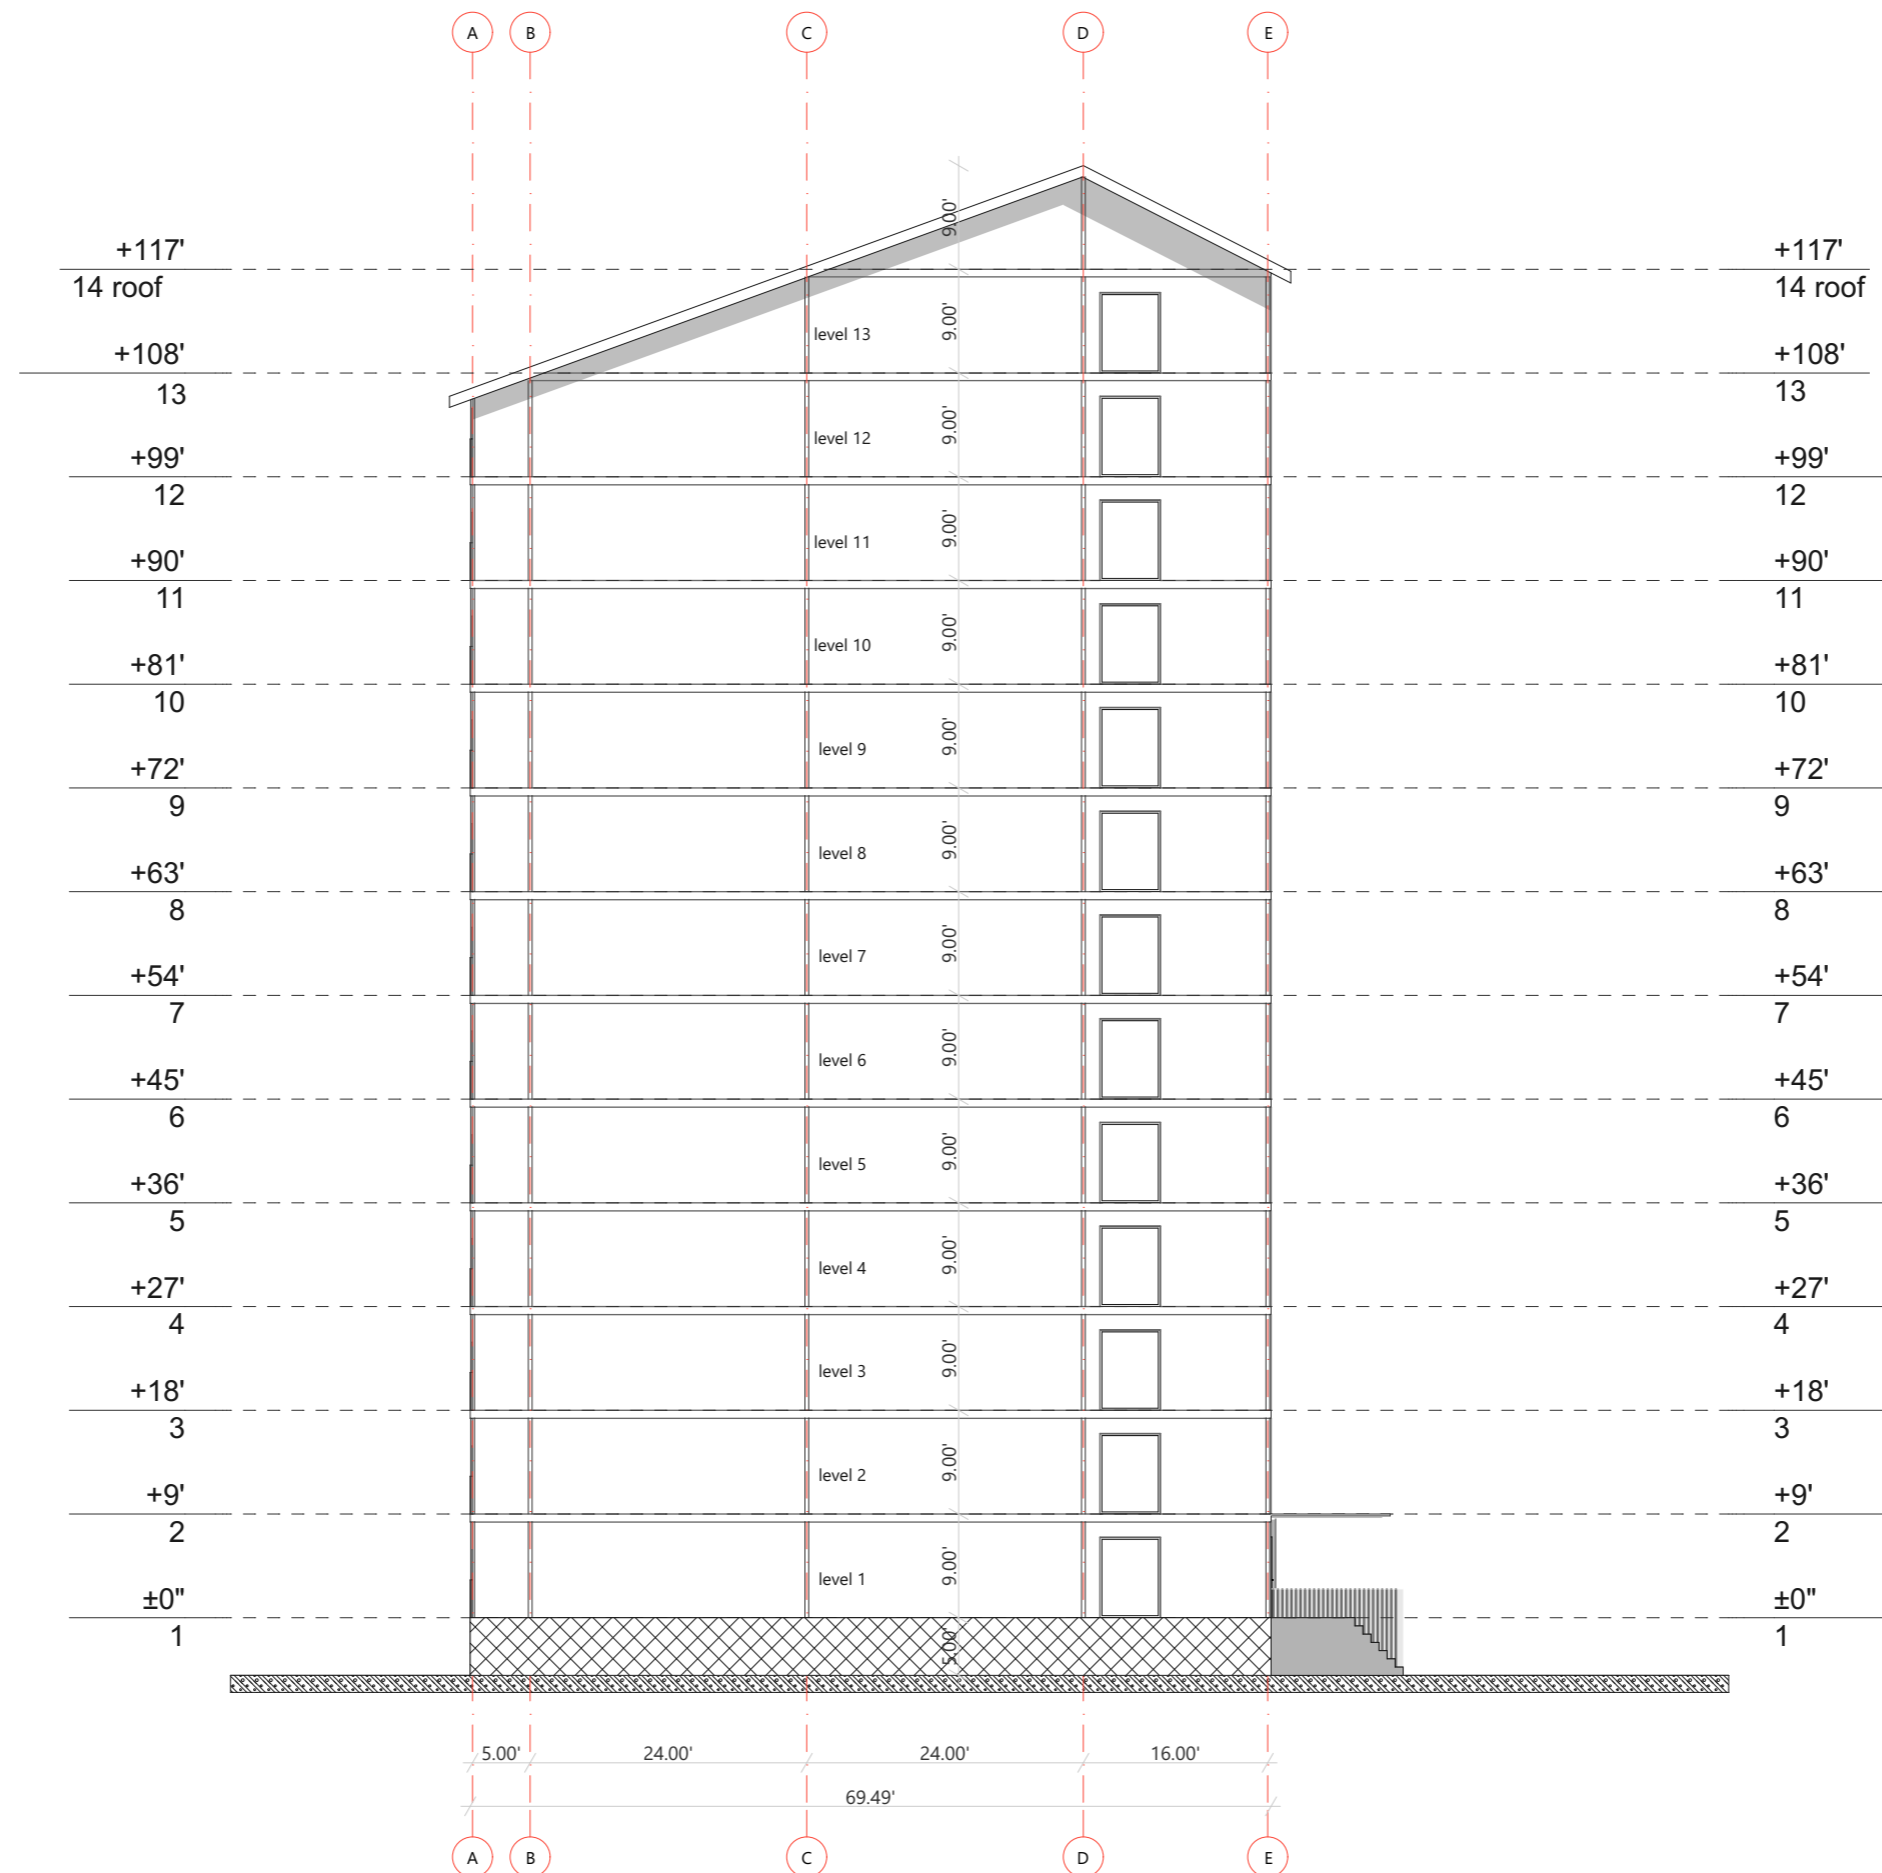 A B C D E
9.00'
+117' +117'
14 roof 14 roof
level 13 9.00'
+108' +108'
13 13
level 12 9.00'
+99' +99'
12 12
level 11 9.00'
+90' +90'
11 11
level 10 9.00'
+81' +81'
10 10
level 9 9.00'
+72' +72'
9 9
level 8 9.00'
+63' +63'
8 8
level 7 9.00'
+54' +54'
7 7
level 6 9.00'
+45' +45'
6 6
level 5 9.00'
+36' +36'
5 5
level 4 9.00'
+27' +27'
4 4
level 3 9.00'
+18' +18'
3 3
level 2 9.00'
+9' +9'
2 2
level 1 9.00'
±0" ±0"
1 1
5.00'
5.00' 24.00' 24.00' 16.00'
69.49'
A B C D E